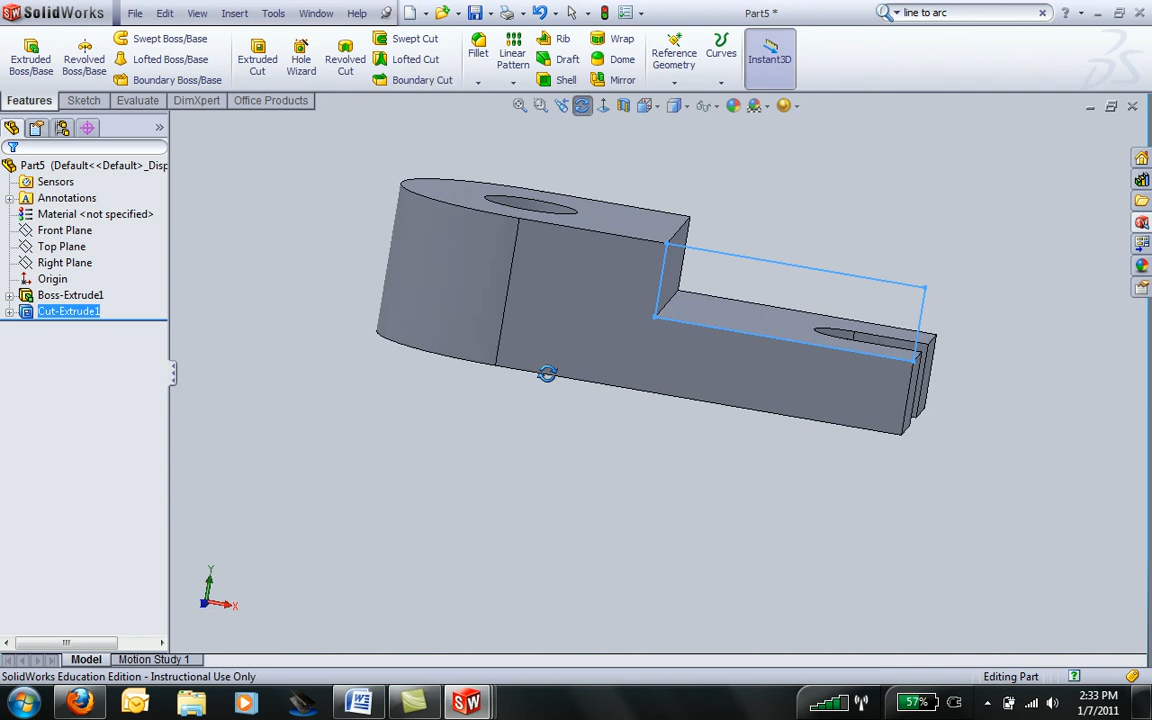 SolidWorks File Edit View Insert Tools Window Help Part5 * line to arc
Extruded Boss/Base
Revolved Boss/Base
Swept Boss/Base
Lofted Boss/Base
Boundary Boss/Base
Extruded Cut
Hole Wizard
Revolved Cut
Swept Cut
Lofted Cut
Boundary Cut
Fillet
Linear Pattern
Rib
Draft
Shell
Wrap
Dome
Mirror
Reference Geometry
Curves
Instant3D
Features Sketch Evaluate DimXpert Office Products
Part5 (Default<<Default>_Disp
Sensors
Annotations
Material <not specified>
Front Plane
Top Plane
Right Plane
Origin
Boss-Extrude1
Cut-Extrude1
Y
X
Model Motion Study 1
SolidWorks Education Edition - Instructional Use Only Editing Part
57% 2:33 PM
1/7/2011